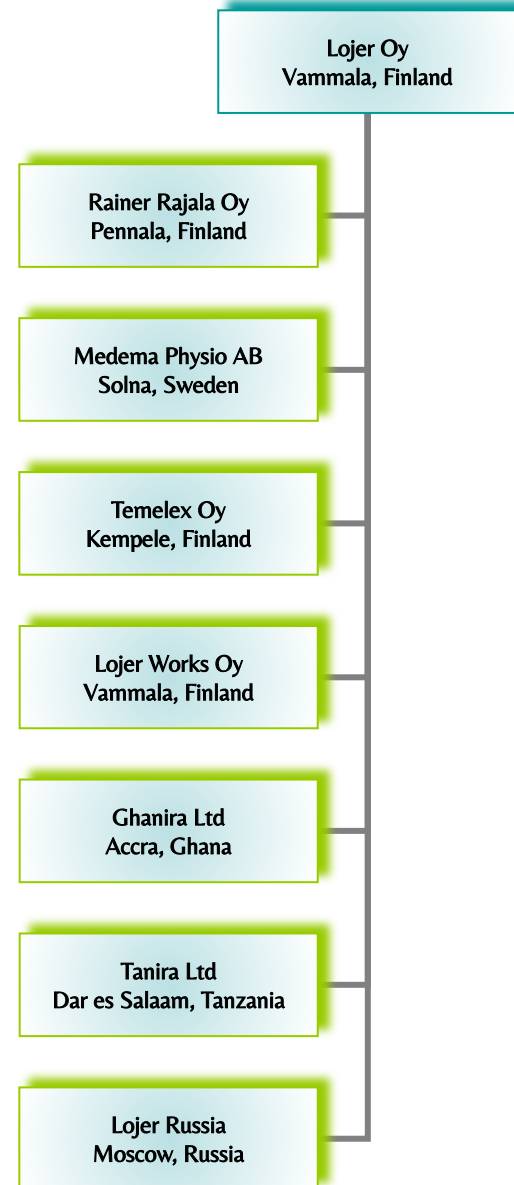 Lojer Oy
Vammala, Finland
Rainer Rajala Oy
Pennala, Finland
Medema Physio AB
Solna, Sweden
Temelex Oy
Kempele, Finland
Lojer Works Oy
Vammala, Finland
Ghanira Ltd
Accra, Ghana
Tanira Ltd
Dar es Salaam, Tanzania
Lojer Russia
Moscow, Russia